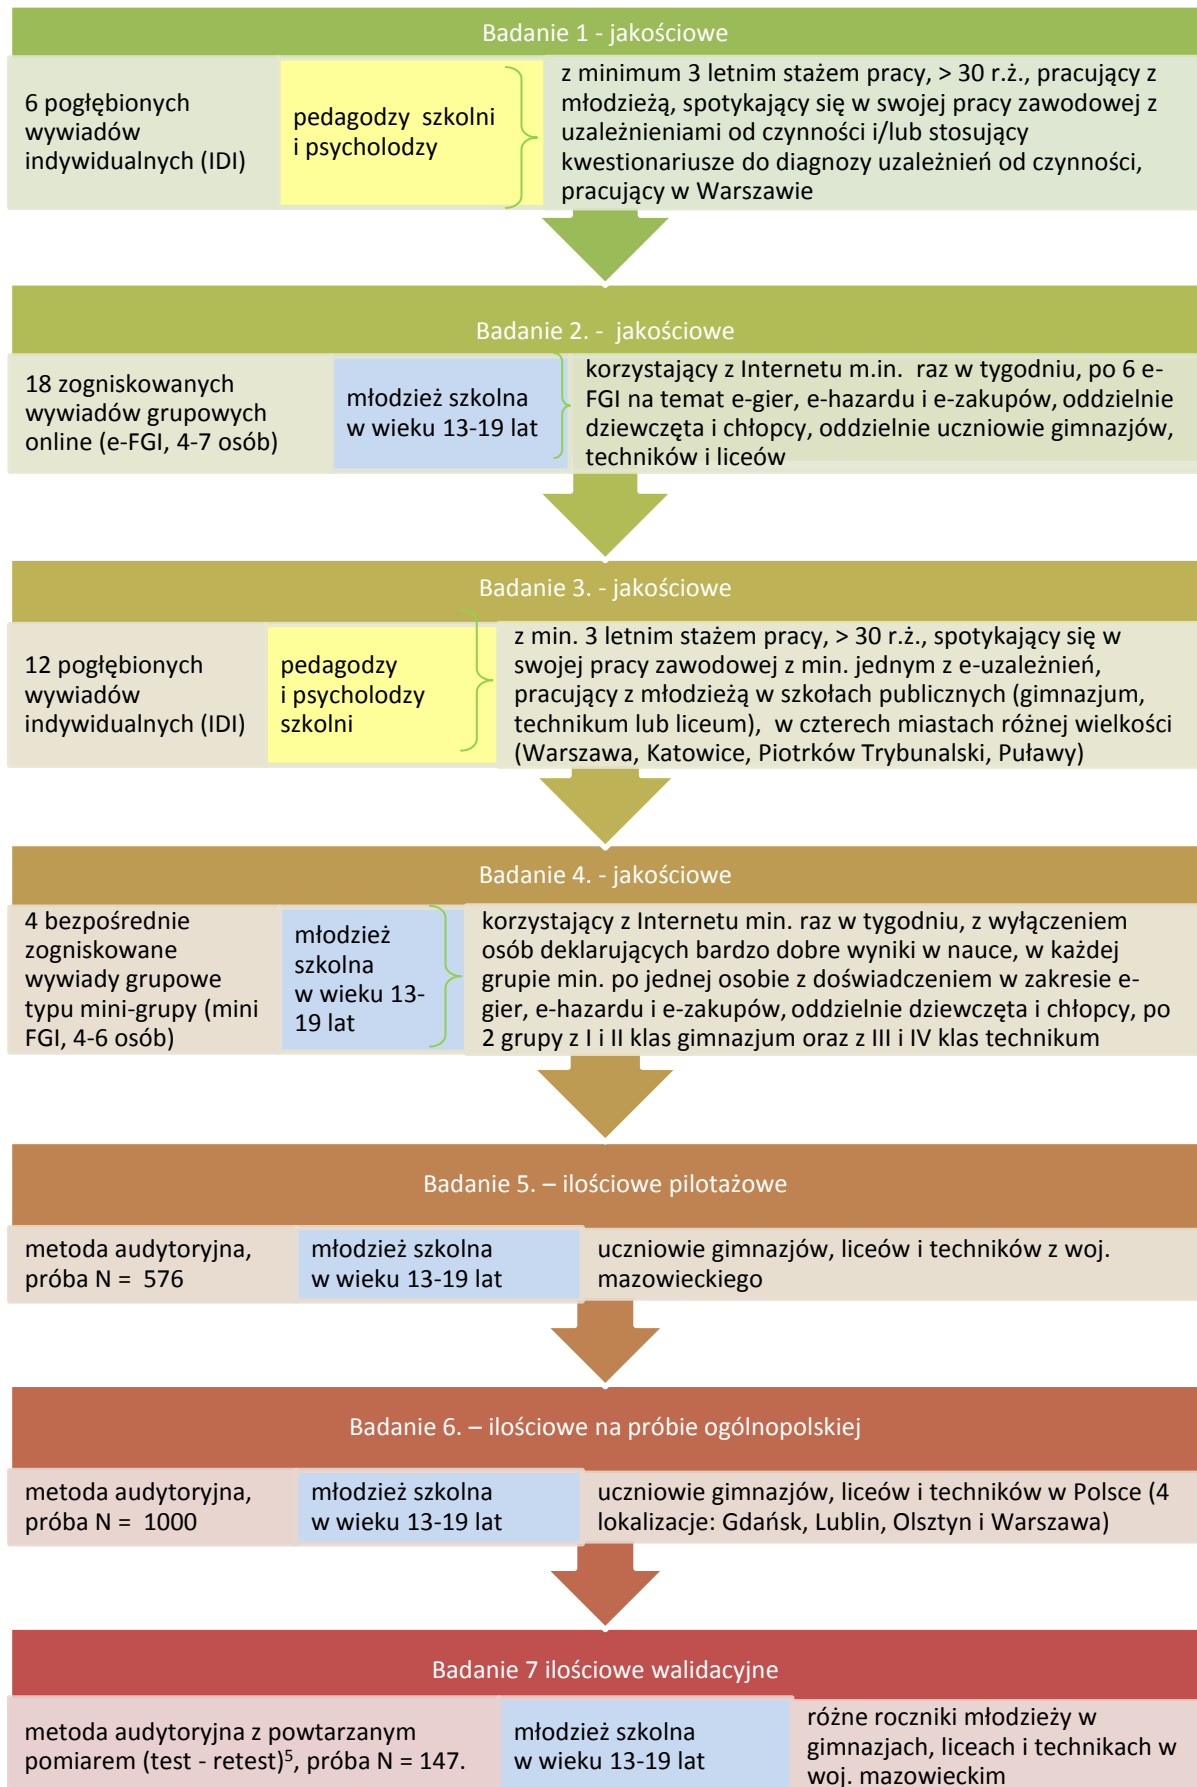 Badanie 1 - jakościowe
6 pogłębionych
wywiadów
indywidualnych (IDI)
pedagodzy szkolni
i psycholodzy
z minimum 3 letnim stażem pracy, > 30 r.ż., pracujący z
młodzieżą, spotykający się w swojej pracy zawodowej z
uzależnieniami od czynności i/lub stosujący
kwestionariusze do diagnozy uzależnień od czynności,
pracujący w Warszawie
Badanie 2. - jakościowe
18 zogniskowanych
wywiadów grupowych
online (e-FGI, 4-7 osób)
młodzież szkolna
w wieku 13-19 lat
korzystający z Internetu m.in. raz w tygodniu, po 6 e-
FGI na temat e-gier, e-hazardu i e-zakupów, oddzielnie
dziewczęta i chłopcy, oddzielnie uczniowie gimnazjów,
techników i liceów
Badanie 3. - jakościowe
12 pogłębionych
wywiadów
indywidualnych (IDI)
pedagodzy
i psycholodzy
szkolni
z min. 3 letnim stażem pracy, > 30 r.ż., spotykający się w
swojej pracy zawodowej z min. jednym z e-uzależnień,
pracujący z młodzieżą w szkołach publicznych (gimnazjum,
technikum lub liceum), w czterech miastach różnej wielkości
(Warszawa, Katowice, Piotrków Trybunalski, Puławy)
Badanie 4. - jakościowe
4 bezpośrednie
zogniskowane
wywiady grupowe
typu mini-grupy (mini
FGI, 4-6 osób)
młodzież
szkolna
w wieku 13-
19 lat
korzystający z Internetu min. raz w tygodniu, z wyłączeniem
osób deklarujących bardzo dobre wyniki w nauce, w każdej
grupie min. po jednej osobie z doświadczeniem w zakresie e-
gier, e-hazardu i e-zakupów, oddzielnie dziewczęta i chłopcy, po
2 grupy z I i II klas gimnazjum oraz z III i IV klas technikum
Badanie 5. – ilościowe pilotażowe
metoda audytoryjna,
próba N = 576
młodzież szkolna
w wieku 13-19 lat
uczniowie gimnazjów, liceów i techników z woj.
mazowieckiego
Badanie 6. – ilościowe na próbie ogólnopolskiej
metoda audytoryjna,
próba N = 1000
młodzież szkolna
w wieku 13-19 lat
uczniowie gimnazjów, liceów i techników w Polsce (4
lokalizacje: Gdańsk, Lublin, Olsztyn i Warszawa)
Badanie 7 ilościowe walidacyjne
metoda audytoryjna z powtarzanym
pomiarem (test - retest)⁵, próba N = 147.
młodzież szkolna
w wieku 13-19 lat
różne roczniki młodzieży w
gimnazjach, liceach i technikach w
woj. mazowieckim